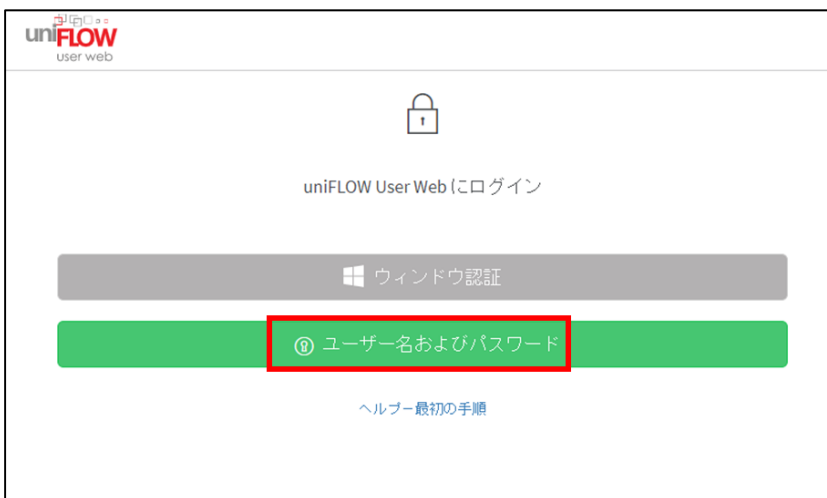 uniFLOW
user web
uniFLOW User Web にログイン
ウィンドウ認証
ユーザー名およびパスワード
ヘルプー最初の手順